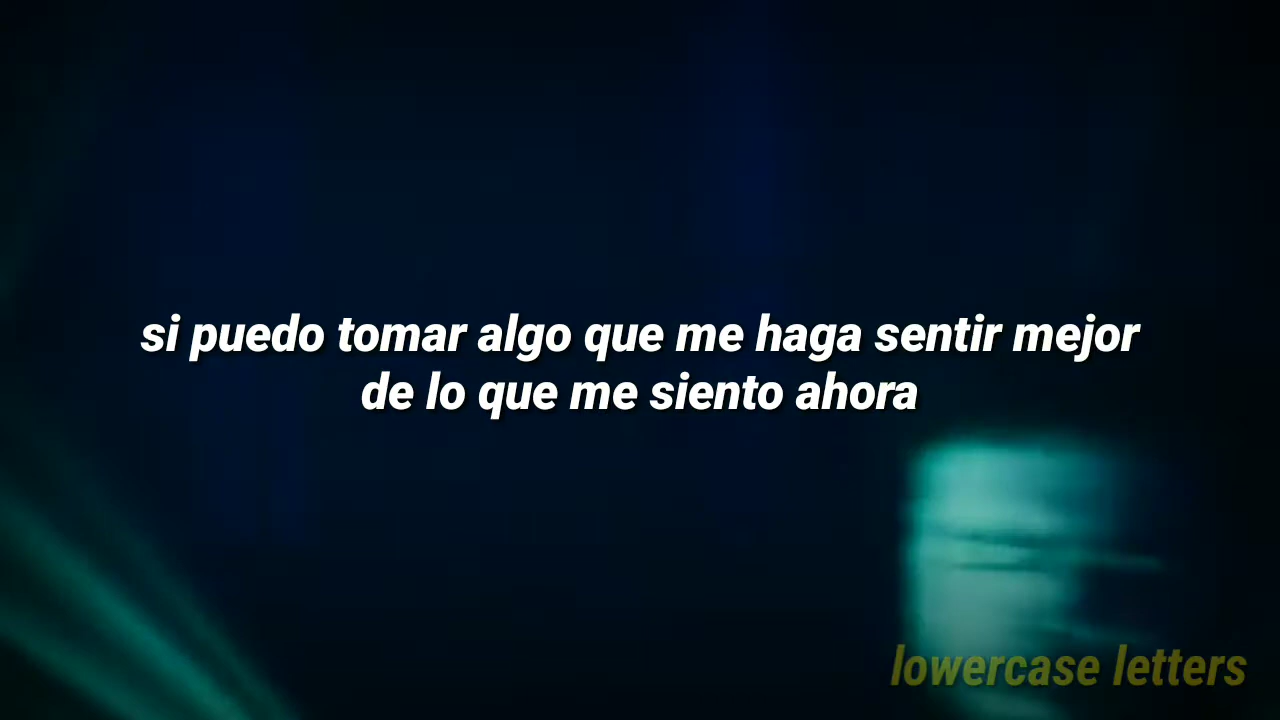 si puedo tomar algo que me haga sentir mejor
de lo que me siento ahora
lowercase letters